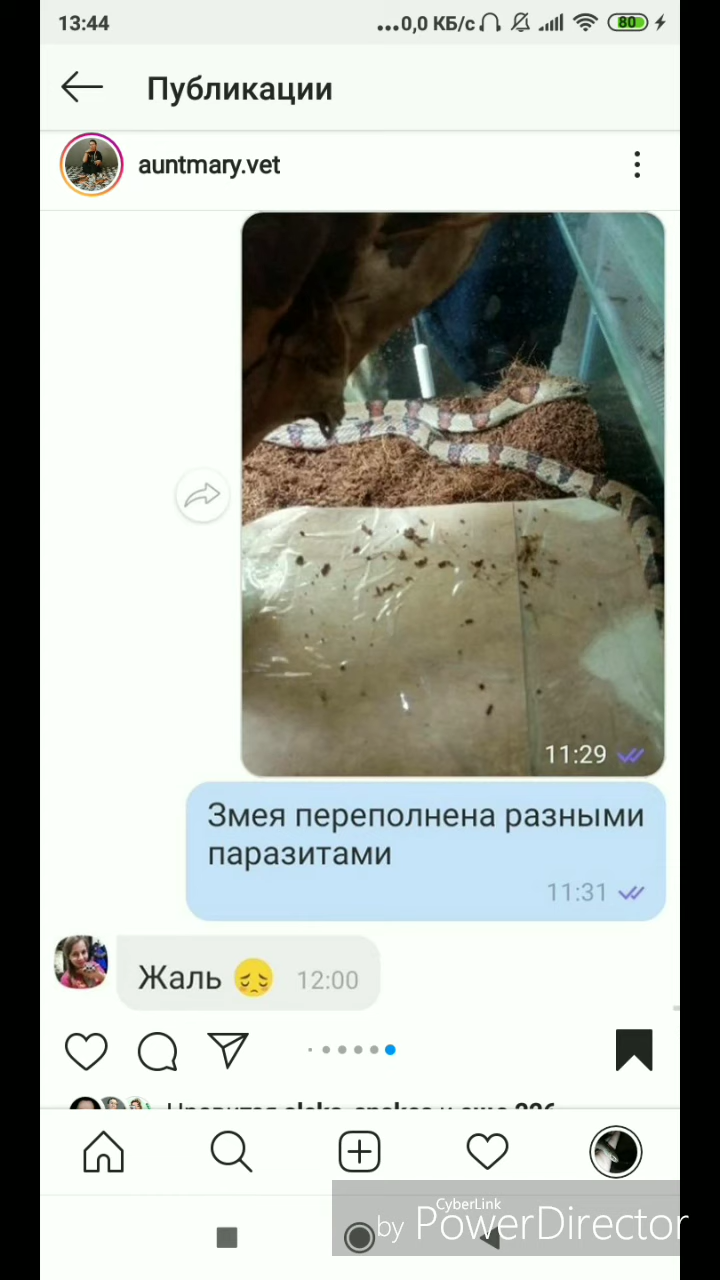 13:44
...0,0 КБ/с
80
Публикации
auntmary.vet
11:29
Змея переполнена разными
паразитами
11:31
Жаль 😔 12:00
CyberLink
by PowerDirector